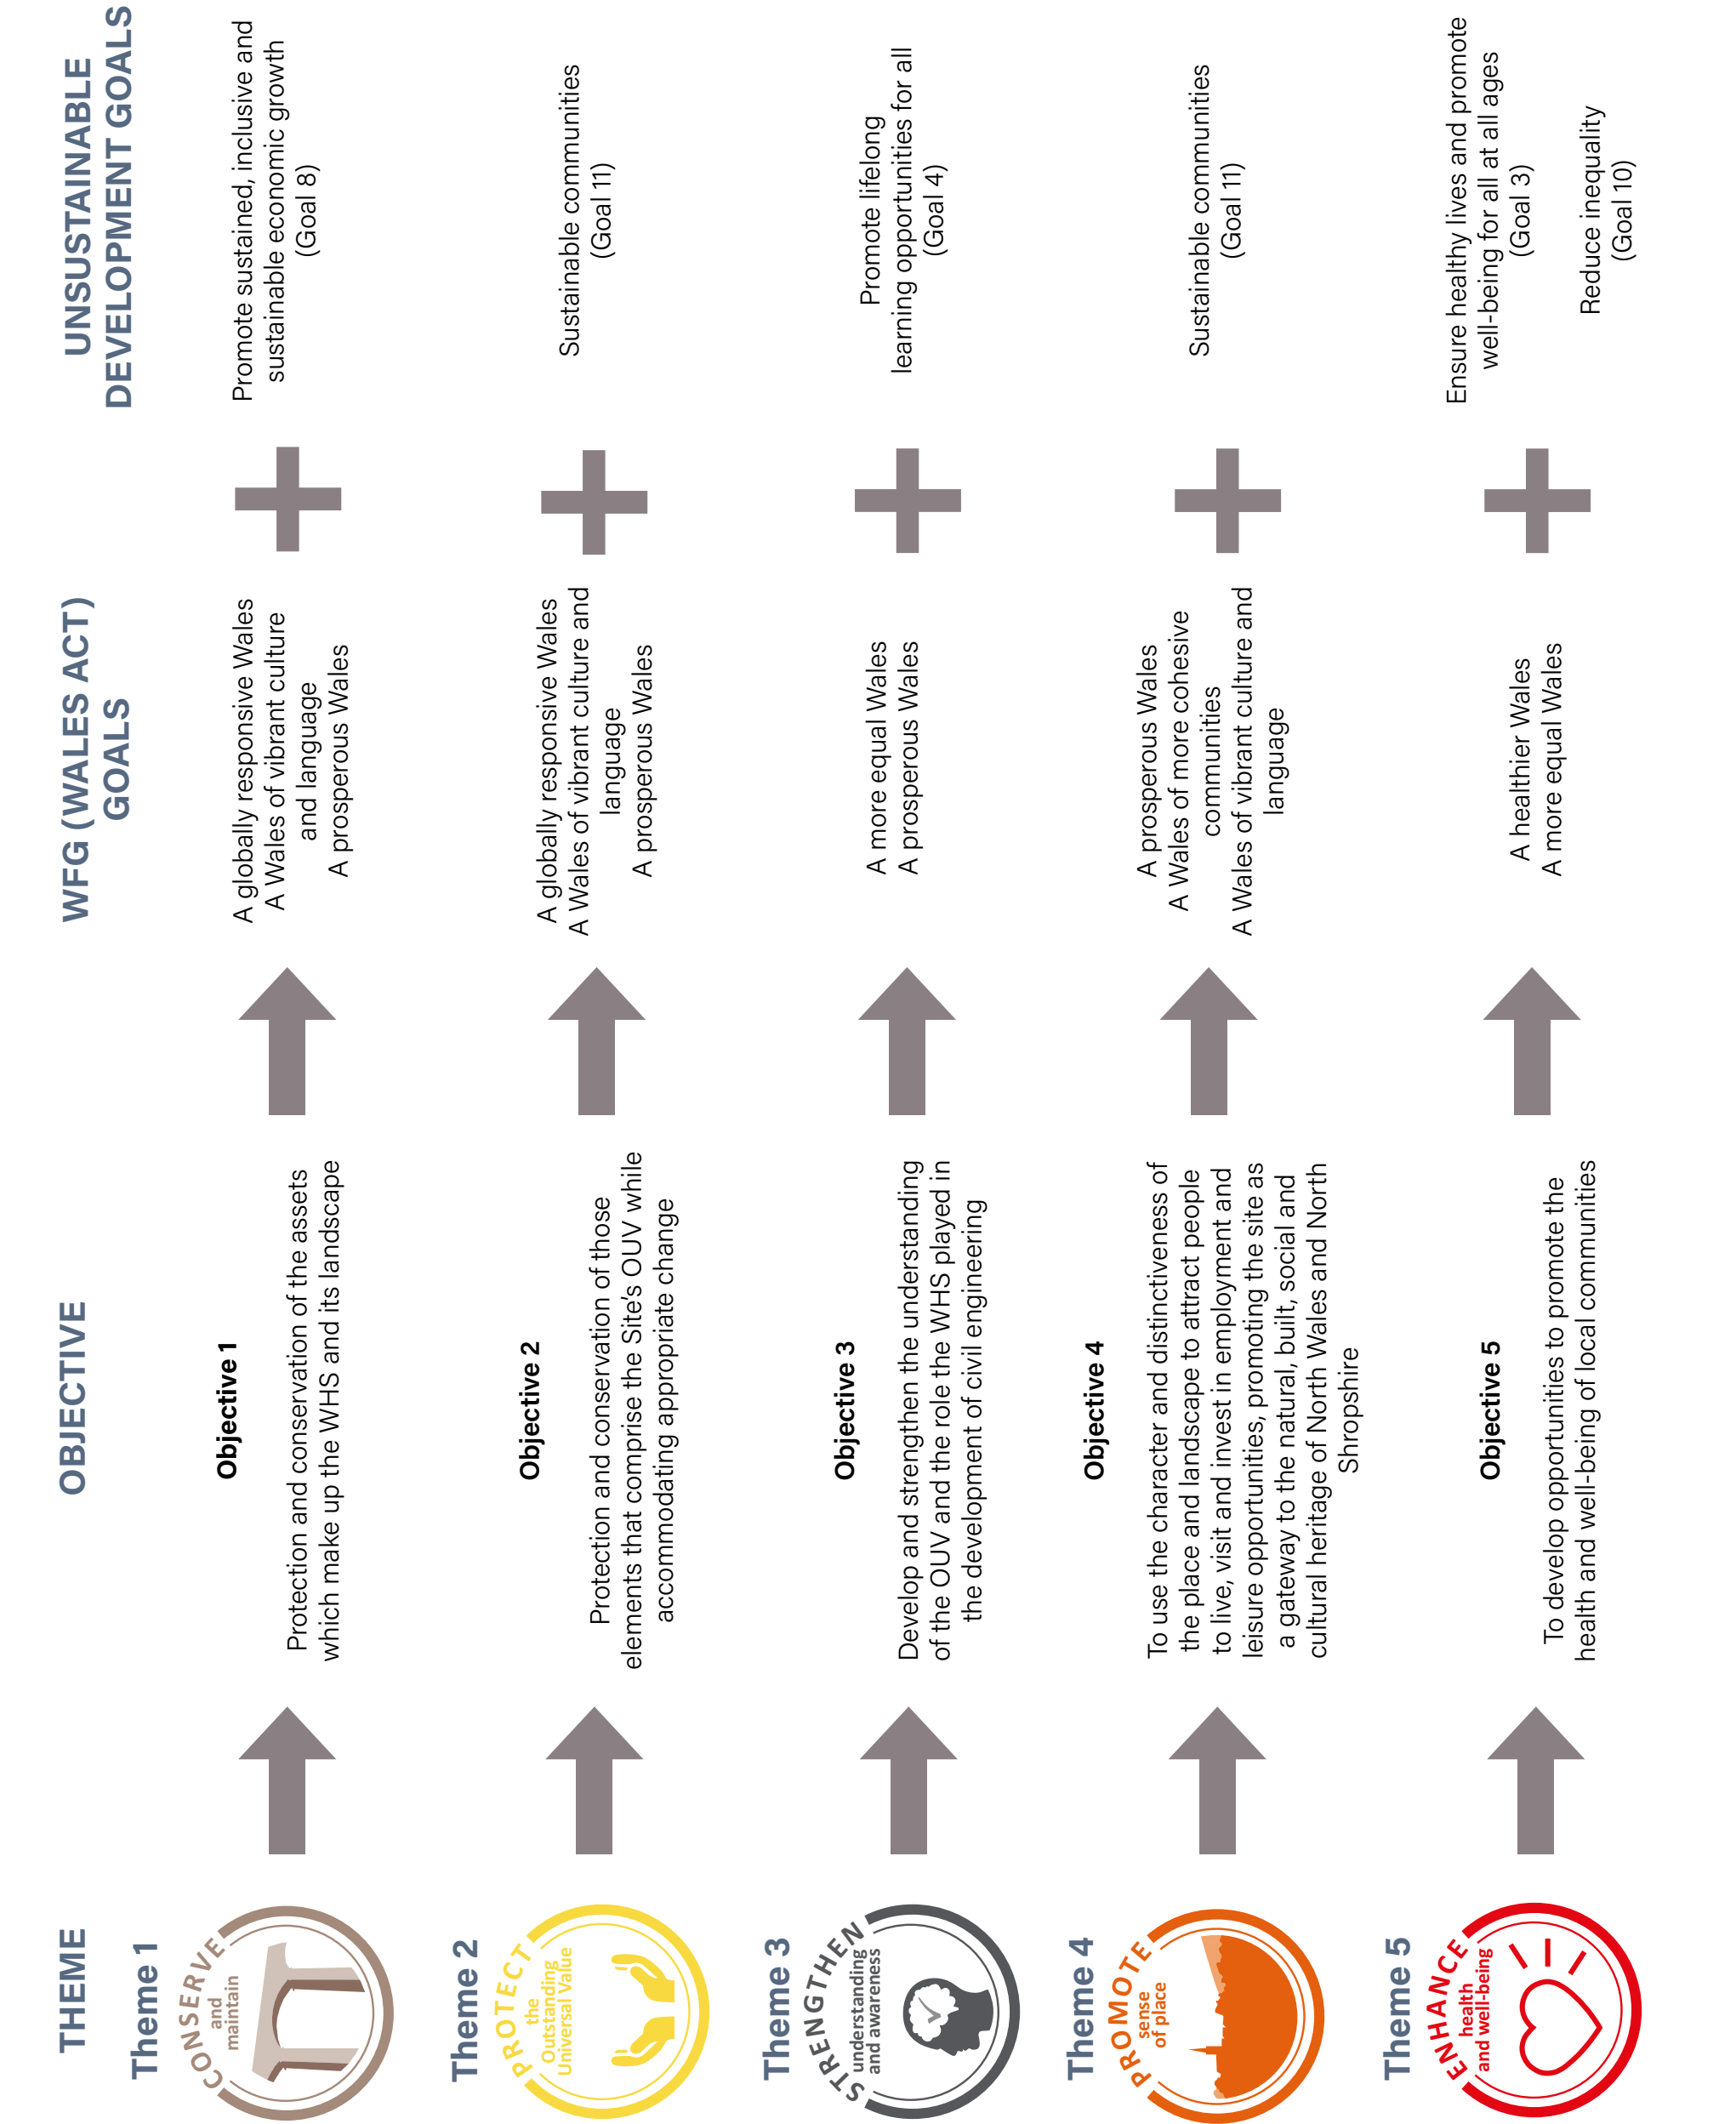 THEME
OBJECTIVE
WFG (WALES ACT)
GOALS
UNSUSTAINABLE
DEVELOPMENT GOALS
Theme 1
CONSERVE
and
maintain
Objective 1
Protection and conservation of the assets
which make up the WHS and its landscape
A globally responsive Wales
A Wales of vibrant culture
and language
A prosperous Wales
Promote sustained, inclusive and
sustainable economic growth
(Goal 8)
Theme 2
PROTECT
the
Outstanding
Universal Value
Objective 2
Protection and conservation of those
elements that comprise the Site's OUV while
accommodating appropriate change
A globally responsive Wales
A Wales of vibrant culture and
language
A prosperous Wales
Sustainable communities
(Goal 11)
Theme 3
STRENGTHEN
understanding
and awareness
Objective 3
Develop and strengthen the understanding
of the OUV and the role the WHS played in
the development of civil engineering
A more equal Wales
A prosperous Wales
Promote lifelong
learning opportunities for all
(Goal 4)
Theme 4
PROMOTE
sense
of place
Objective 4
To use the character and distinctiveness of
the place and landscape to attract people
to live, visit and invest in employment and
leisure opportunities, promoting the site as
a gateway to the natural, built, social and
cultural heritage of North Wales and North
Shropshire
A prosperous Wales
A Wales of more cohesive
communities
A Wales of vibrant culture and
language
Sustainable communities
(Goal 11)
Theme 5
ENHANCE
health
and well-being
Objective 5
To develop opportunities to promote the
health and well-being of local communities
A healthier Wales
A more equal Wales
Ensure healthy lives and promote
well-being for all at all ages
(Goal 3)
Reduce inequality
(Goal 10)